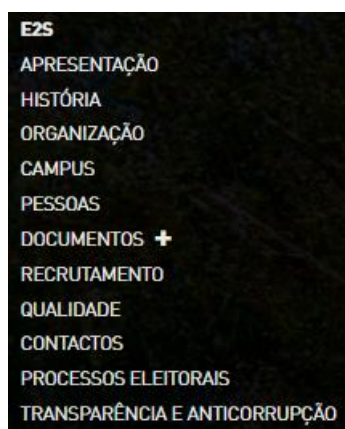 E2S
APRESENTAÇÃO
HISTÓRIA
ORGANIZAÇÃO
CAMPUS
PESSOAS
DOCUMENTOS +
RECRUTAMENTO
QUALIDADE
CONTACTOS
PROCESSOS ELEITORAIS
TRANSPARÊNCIA E ANTICORRUPÇÃO